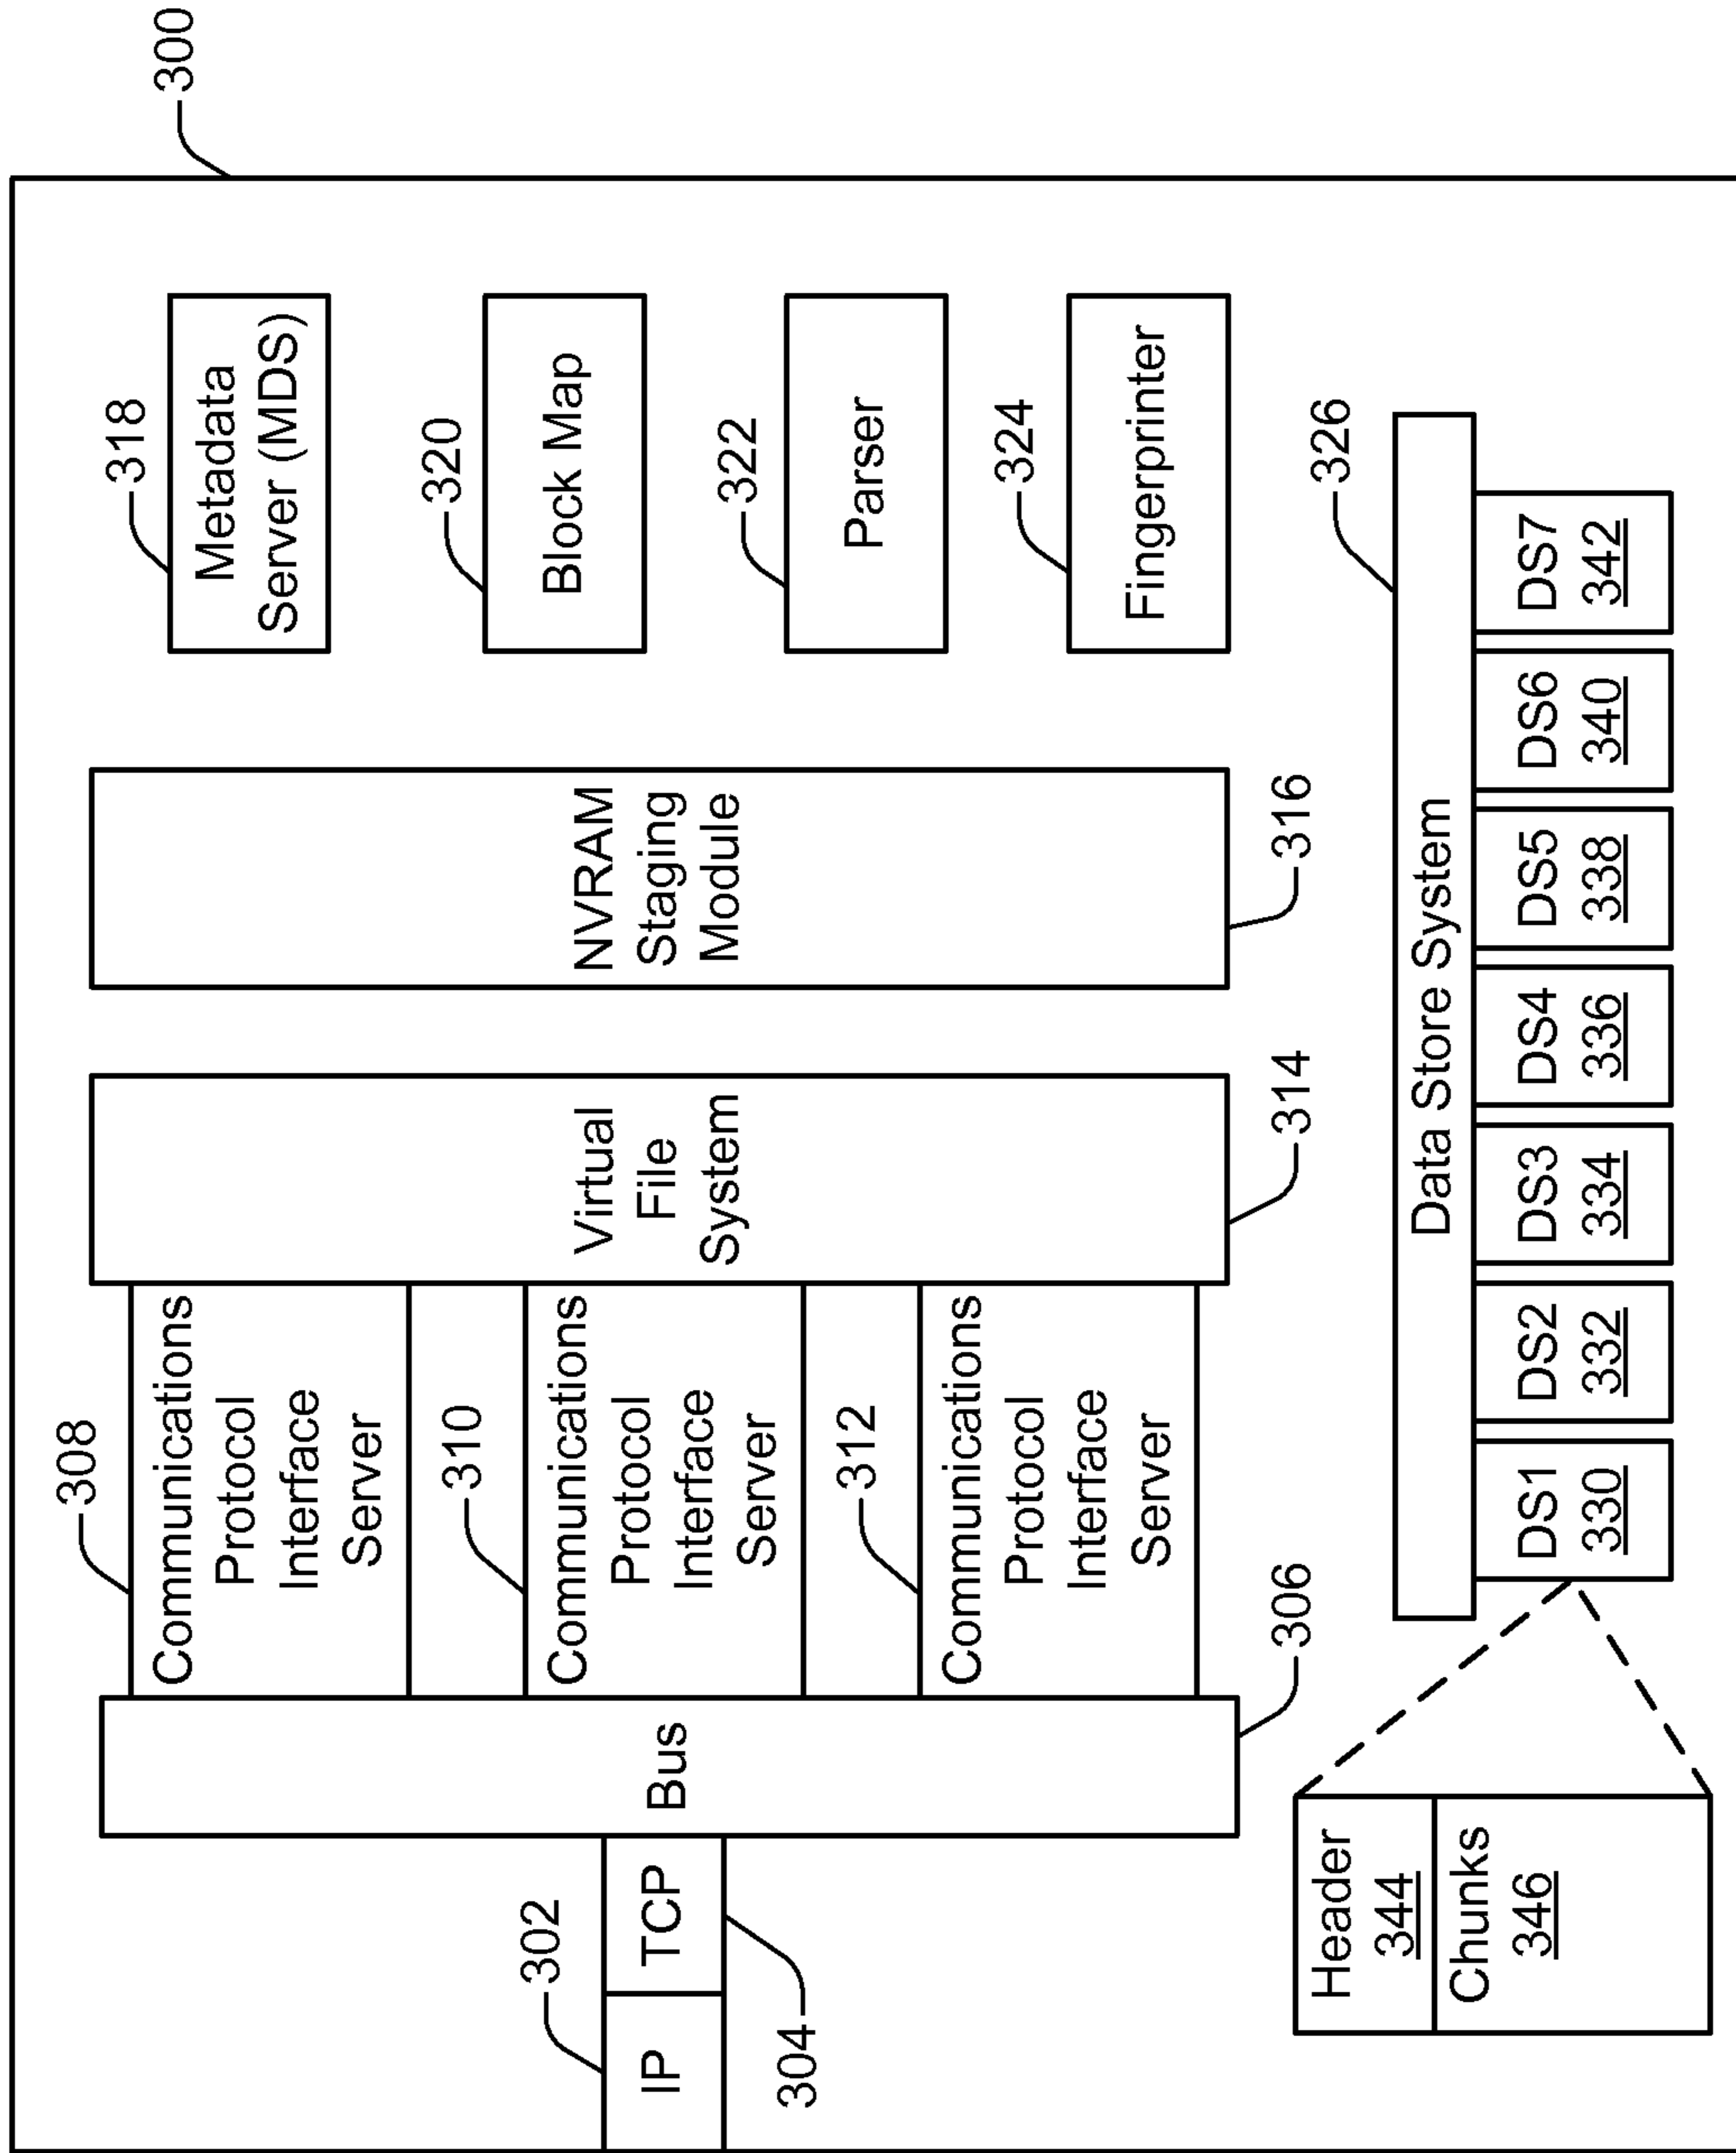 300
308
Communications
Protocol
Interface
Server
310
Communications
Protocol
Interface
Server
312
Communications
Protocol
Interface
Server
302
IP
TCP
304
Bus
306
Virtual
File
System
314
NVRAM
Staging
Module
316
318
Metadata
Server (MDS)
320
Block Map
322
Parser
324
Fingerprinter
326
Data Store System
DS1
330
DS2
332
DS3
334
DS4
336
DS5
338
DS6
340
DS7
342
Header
344
Chunks
346